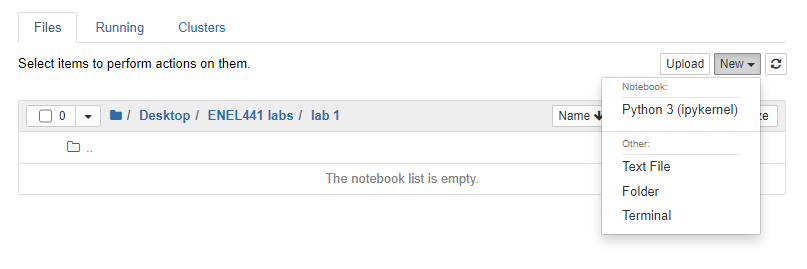 Files Running Clusters
Select items to perform actions on them.
Upload New
Notebook:
Python 3 (ipykernel)
0 / Desktop / ENEL441 labs / lab 1 Name
Other:
..
Text File
The notebook list is empty.
Folder
Terminal